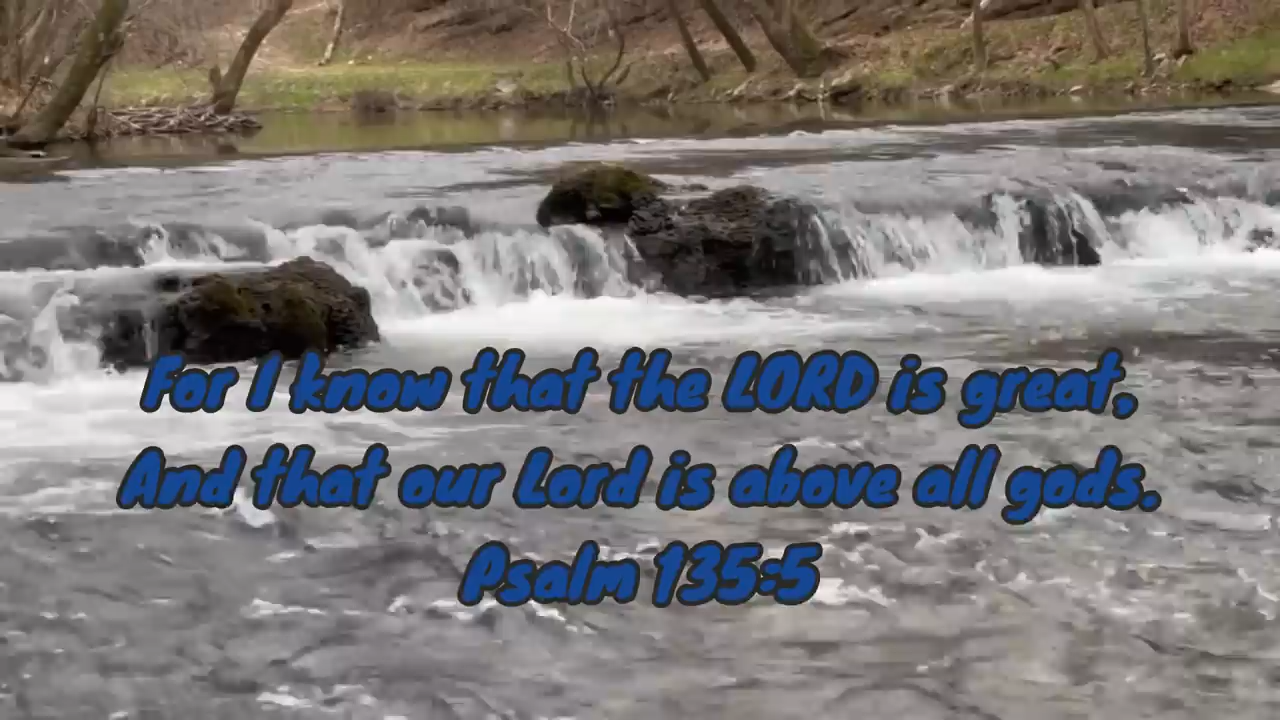 For I know that the LORD is great,
And that our Lord is above all gods.
Psalm 135:5